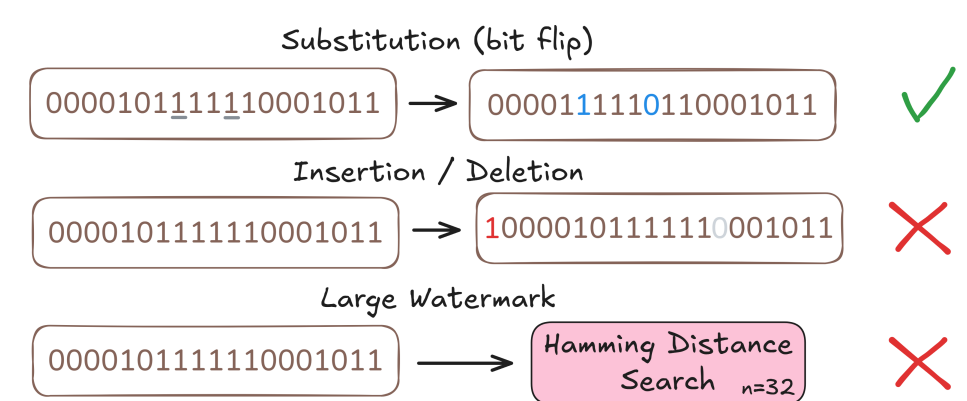 Substitution (bit flip)
0000101111110001011
0000111110110001011
Insertion / Deletion
0000101111110001011
10000101111110001011
Large Watermark
0000101111110001011
Hamming Distance
Search n=32